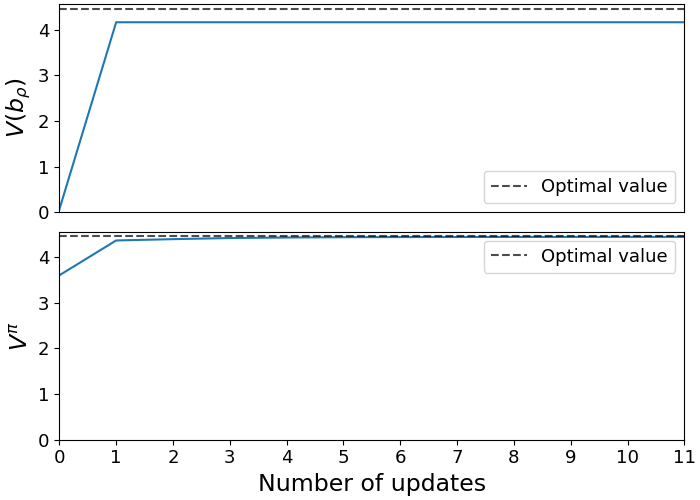 4
3
2
1
0
V(b_ρ)
Optimal value
4
3
2
1
0
V^π
Optimal value
0 1 2 3 4 5 6 7 8 9 10 11
Number of updates